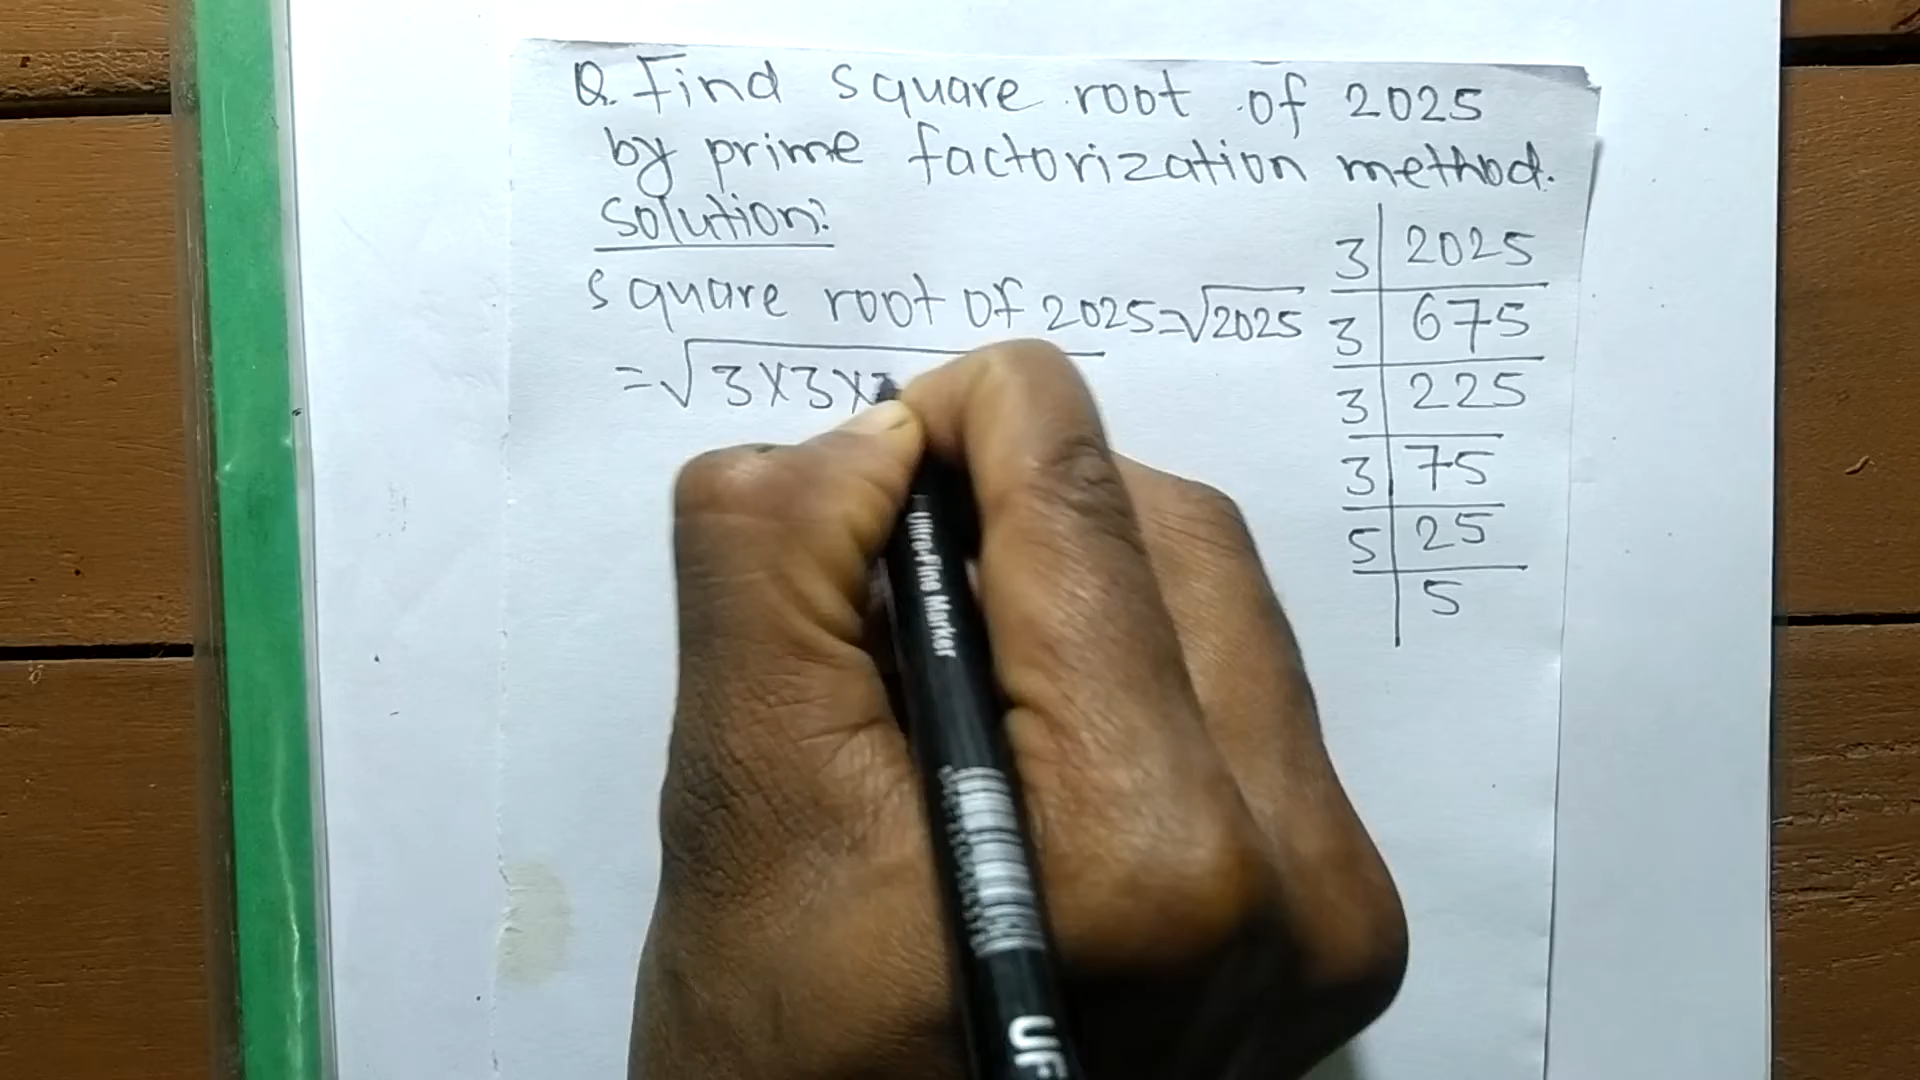 Q. Find square root of 2025
by prime factorization method.
solution:
square root of 2025=√2025
=√3×3×
3 2025
3 675
3 225
3 75
5 25
5
Ultra-Fine Marker
UF